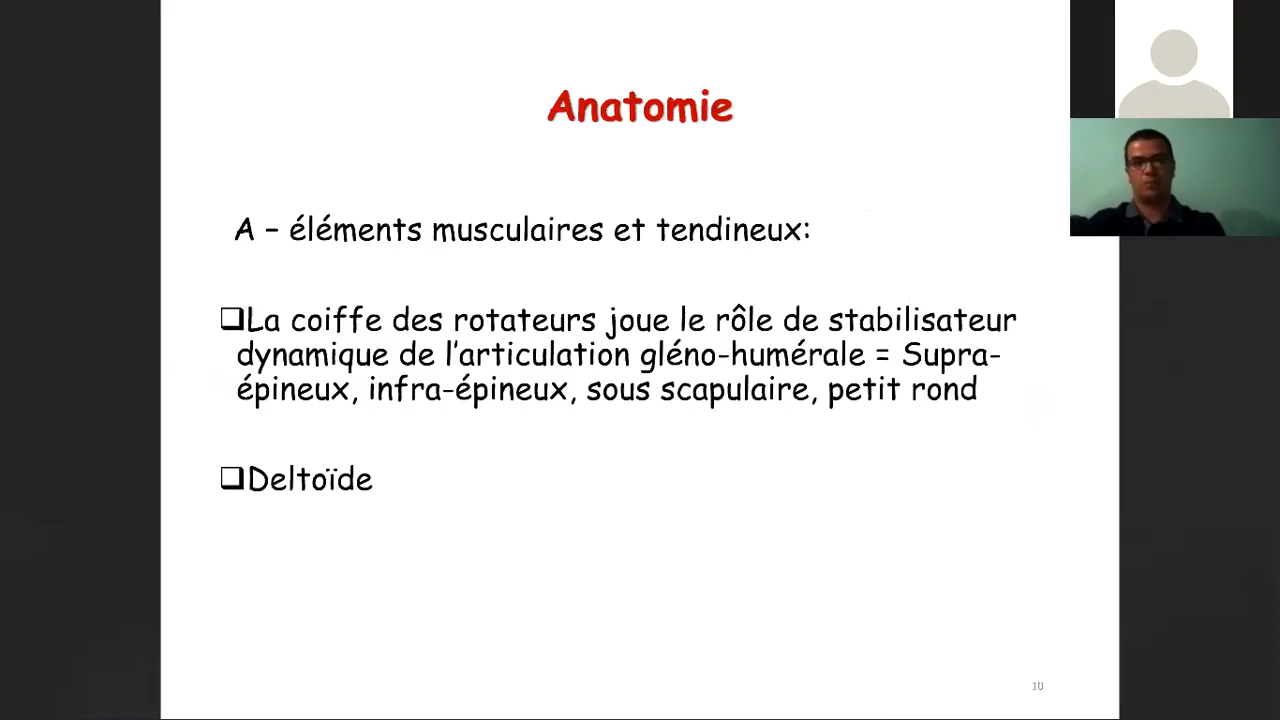 Anatomie
A – éléments musculaires et tendineux:
❑La coiffe des rotateurs joue le rôle de stabilisateur
dynamique de l’articulation gléno-humérale = Supra-
épineux, infra-épineux, sous scapulaire, petit rond
❑Deltoïde
10